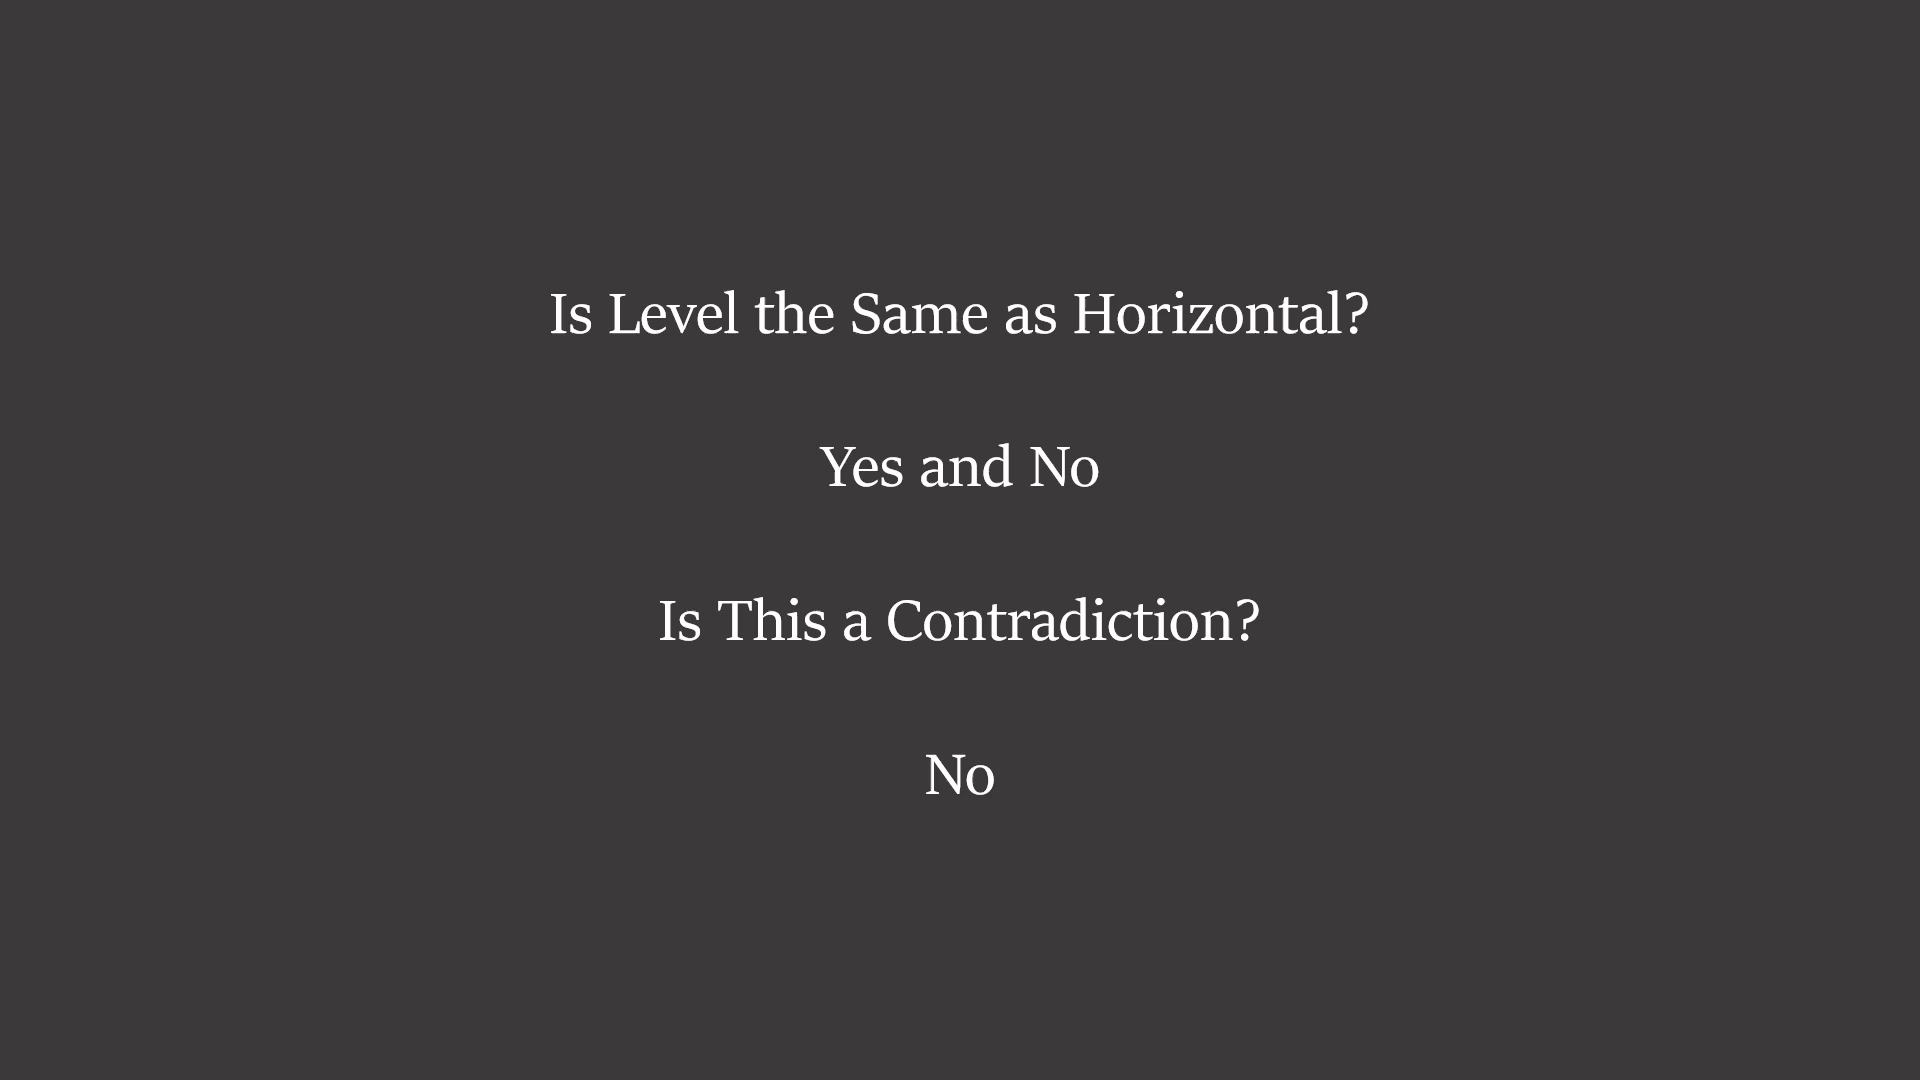 Is Level the Same as Horizontal?
Yes and No
Is This a Contradiction?
No